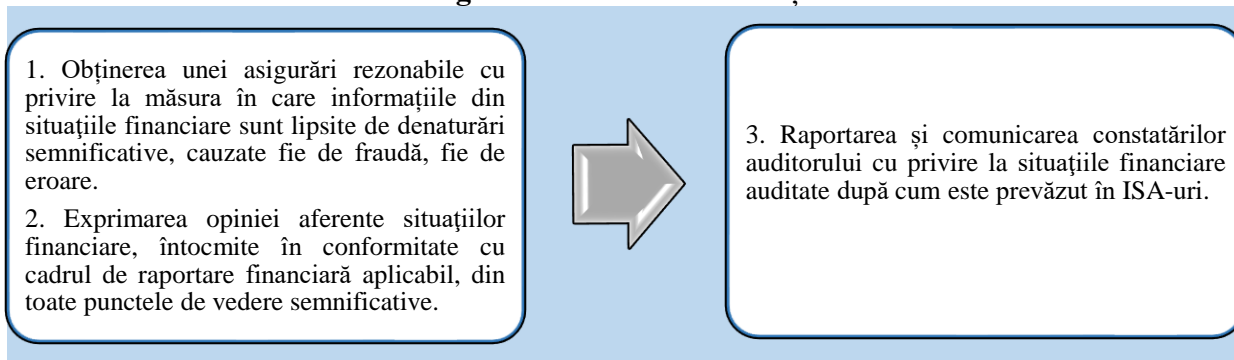 1. Obținerea unei asigurări rezonabile cu
privire la măsura în care informațiile din
situaţiile financiare sunt lipsite de denaturări
semnificative, cauzate fie de fraudă, fie de
eroare.
2. Exprimarea opiniei aferente situaţiilor
financiare, întocmite în conformitate cu
cadrul de raportare financiară aplicabil, din
toate punctele de vedere semnificative.
3. Raportarea și comunicarea constatărilor
auditorului cu privire la situaţiile financiare
auditate după cum este prevăzut în ISA-uri.